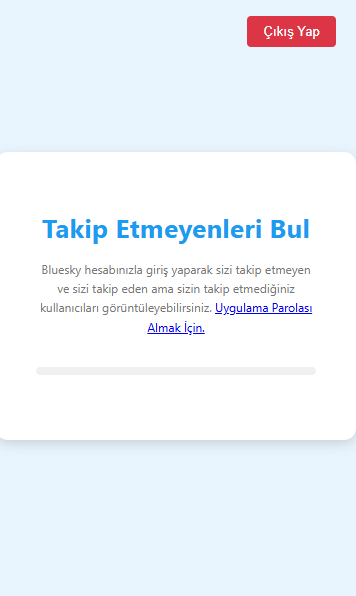 Çıkış Yap
Takip Etmeyenleri Bul
Bluesky hesabınızla giriş yaparak sizi takip etmeyen
ve sizi takip eden ama sizin takip etmediğiniz
kullanıcıları görüntüleyebilirsiniz. Uygulama Parolası
Almak İçin.